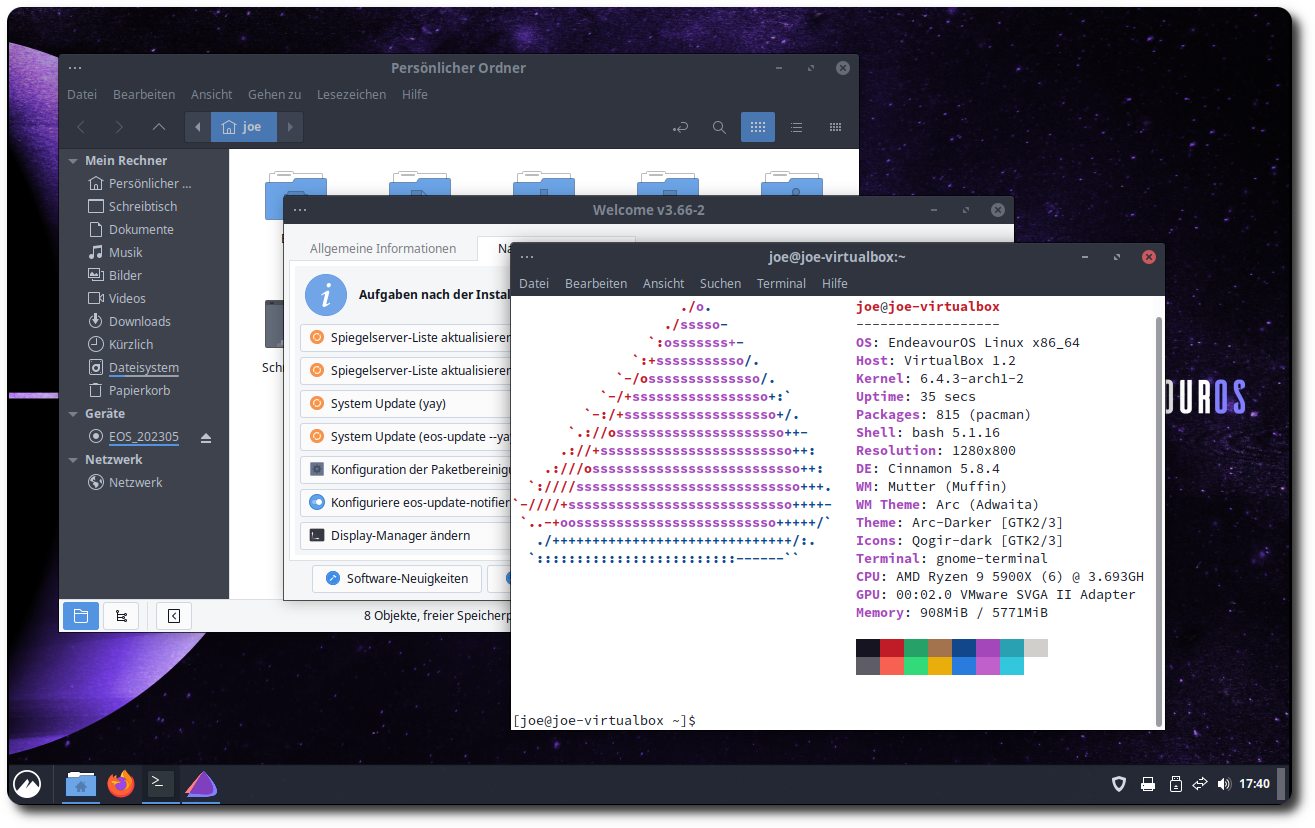 Persönlicher Ordner
Datei Bearbeiten Ansicht Gehen zu Lesezeichen Hilfe
joe
Mein Rechner
Persönlicher ...
Schreibtisch
Dokumente
Musik
Bilder
Videos
Downloads
Kürzlich
Dateisystem
Papierkorb
Geräte
EOS_202305
Netzwerk
Netzwerk
8 Objekte, freier
Welcome v3.66-2
Allgemeine Informationen
Aufgaben nach der
Spiegelserver-Liste aktualisieren
Spiegelserver-Liste aktualisieren
System Update (yay)
System Update (eos-update --ya
Konfiguration der
Konfiguriere eos-update-notifier
Display-Manager ändern
Software-Neuigkeiten
joe@joe-virtualbox:~
Datei Bearbeiten Ansicht Suchen Terminal Hilfe
./o.
./sssso-
`:osssssss+-
`:+sssssssssso/.
`-/ossssssssssssso/.
`-/+sssssssssssssssso+:`
`-:/+sssssssssssssssssso+/.
`.://osssssssssssssssssssso++-
.://+ssssssssssssssssssssssso++:
.:///ossssssssssssssssssssssssso++:
`:////ssssssssssssssssssssssssssso+++.
`-////+ssssssssssssssssssssssssssso++++-
`..-+oosssssssssssssssssssssssso+++++/`
./++++++++++++++++++++++++++++++/:.
`:::::::::::::::::::::::::------``
joe@joe-virtualbox
------------------
OS: EndeavourOS Linux x86_64
Host: VirtualBox 1.2
Kernel: 6.4.3-arch1-2
Uptime: 35 secs
Packages: 815 (pacman)
Shell: bash 5.1.16
Resolution: 1280x800
DE: Cinnamon 5.8.4
WM: Mutter (Muffin)
WM Theme: Arc (Adwaita)
Theme: Arc-Darker [GTK2/3]
Icons: Qogir-dark [GTK2/3]
Terminal: gnome-terminal
CPU: AMD Ryzen 9 5900X (6) @ 3.693GH
GPU: 00:02.0 VMware SVGA II Adapter
Memory: 908MiB / 5771MiB
[joe@joe-virtualbox ~]$
OUROS
17:40